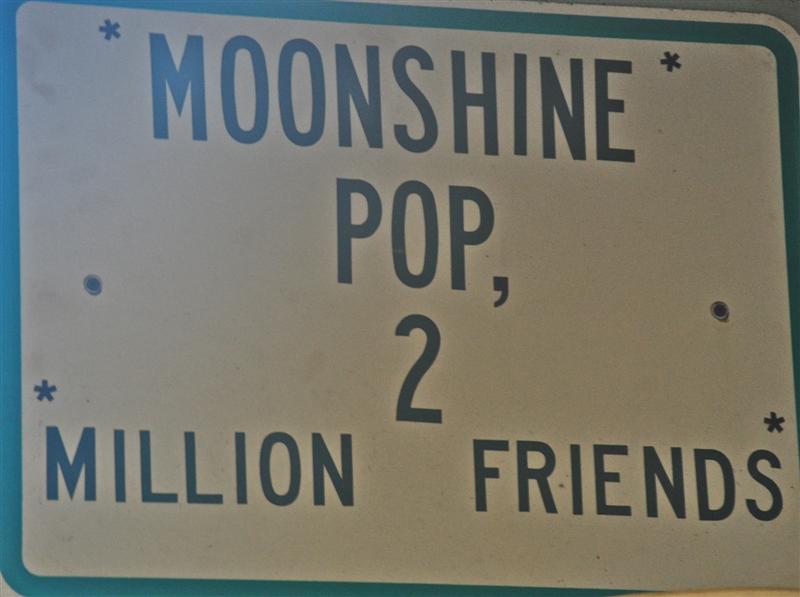 * MOONSHINE *
POP,
2
* *
MILLION FRIENDS